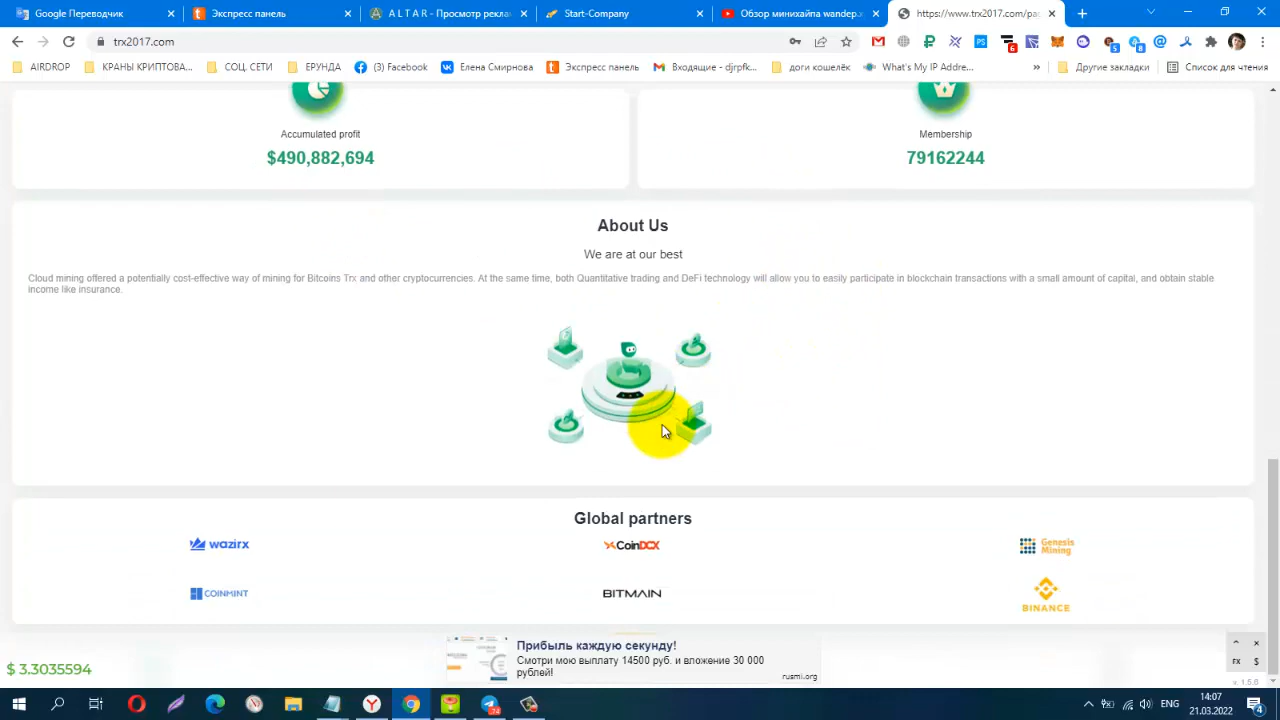 Google Переводчик
Экспресс панель
A L T A R - Просмотр рекла
Start-Company
Обзор минихайпа wander.x
https://www.trx2017.com/pa
trx2017.com
AIRDROP
КРАНЫ КРИПТОВА...
СОЦ. СЕТИ
ЕРУНДА
(3) Facebook
Елена Смирнова
Экспресс панель
Входящие - djrpfk...
доги кошелёк
What's My IP Addre...
»
Другие закладки
Список для чтения
Accumulated profit
$490,882,694
Membership
79162244
About Us
We are at our best
Cloud mining offered a potentially cost-effective way of mining for Bitcoins Trx and other cryptocurrencies. At the same time, both Quantitative trading and DeFi technology will allow you to easily participate in blockchain transactions with a small amount of capital, and obtain stable
income like insurance.
Global partners
wazirx
CoinDCX
Genesis
Mining
COINMINT
BITMAIN
BINANCE
$ 3.3035594
Прибыль каждую секунду!
Смотри мою выплату 14500 руб. и вложение 30 000
рублей!
rusmi.org
FX $
v. 1.5.8
14:07
ENG
21.03.2022